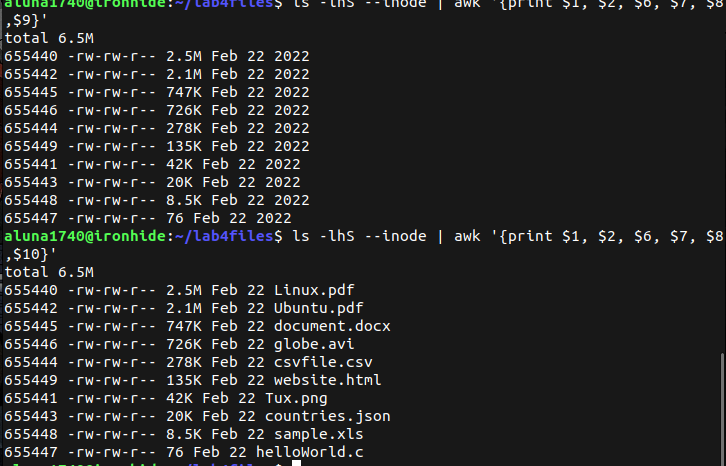 aluna1740@ironhide:~/lab4files$ ls -lhS --inode | awk '{print $1, $2, $6, $7, $8
,$9}'
total 6.5M
655440 -rw-rw-r-- 2.5M Feb 22 2022
655442 -rw-rw-r-- 2.1M Feb 22 2022
655445 -rw-rw-r-- 747K Feb 22 2022
655446 -rw-rw-r-- 726K Feb 22 2022
655444 -rw-rw-r-- 278K Feb 22 2022
655449 -rw-rw-r-- 135K Feb 22 2022
655441 -rw-rw-r-- 42K Feb 22 2022
655443 -rw-rw-r-- 20K Feb 22 2022
655448 -rw-rw-r-- 8.5K Feb 22 2022
655447 -rw-rw-r-- 76 Feb 22 2022
aluna1740@ironhide:~/lab4files$ ls -lhS --inode | awk '{print $1, $2, $6, $7, $8
,$10}'
total 6.5M
655440 -rw-rw-r-- 2.5M Feb 22 Linux.pdf
655442 -rw-rw-r-- 2.1M Feb 22 Ubuntu.pdf
655445 -rw-rw-r-- 747K Feb 22 document.docx
655446 -rw-rw-r-- 726K Feb 22 globe.avi
655444 -rw-rw-r-- 278K Feb 22 csvfile.csv
655449 -rw-rw-r-- 135K Feb 22 website.html
655441 -rw-rw-r-- 42K Feb 22 Tux.png
655443 -rw-rw-r-- 20K Feb 22 countries.json
655448 -rw-rw-r-- 8.5K Feb 22 sample.xls
655447 -rw-rw-r-- 76 Feb 22 helloWorld.c